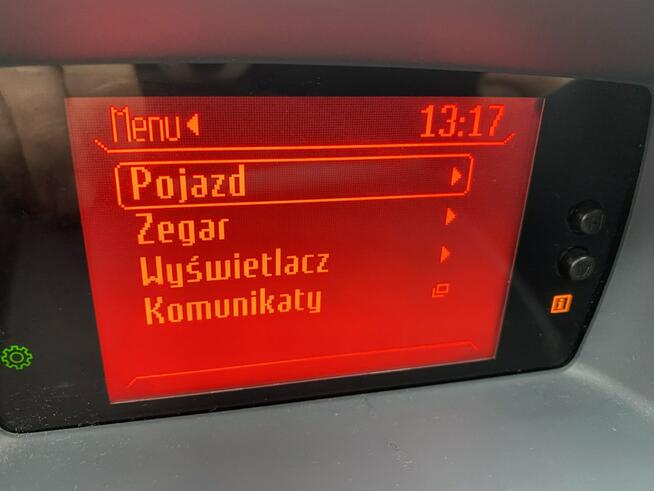 Menu 13:17
Pojazd
Zegar
Wyświetlacz
Komunikaty
i